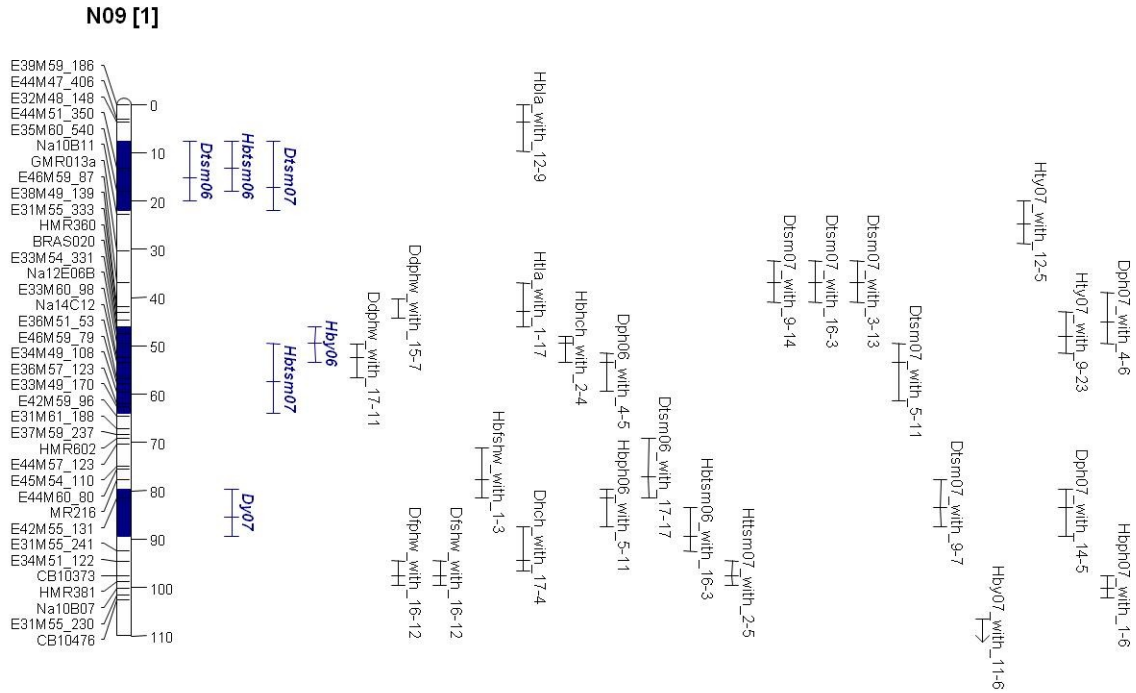 N09 [1]
E39M59_186
E44M47_406
E32M48_148
E44M51_350
E35M60_540
Na10B11
GMR013a
E46M59_87
E38M49_139
E31M55_333
HMR360
BRAS020
E33M54_331
Na12E06B
E33M60_98
Na14C12
E36M51_53
E46M59_79
E34M49_108
E36M57_123
E33M49_170
E42M59_96
E31M61_188
E37M59_237
HMR602
E44M57_123
E45M54_110
E44M60_80
MR216
E42M55_131
E31M55_241
E34M51_122
CB10373
HMR381
Na10B07
E31M55_230
CB10476
0
10
20
30
40
50
60
70
80
90
100
110
Dtsm06
Hbtsm06
Dtsm07
Hby06
Hbtsm07
Dy07
Ddphw_with_17-11
Ddphw_with_15-7
Dfphw_with_16-12
Dfshw_with_16-12
Hbfshw_with_1-3
Hbla_with_12-9
Htla_with_1-17
Dhch_with_17-4
Hbhch_with_2-4
Dph06_with_4-5
Hbph06_with_5-11
Dtsm06_with_17-17
Hbtsm06_with_16-3
Httsm07_with_2-5
Dtsm07_with_9-14
Dtsm07_with_16-3
Dtsm07_with_3-13
Dtsm07_with_5-11
Dtsm07_with_9-7
Hby07_with_11-6
Hty07_with_12-5
Hty07_with_9-23
Dph07_with_14-5
Dph07_with_4-6
Hbph07_with_1-6